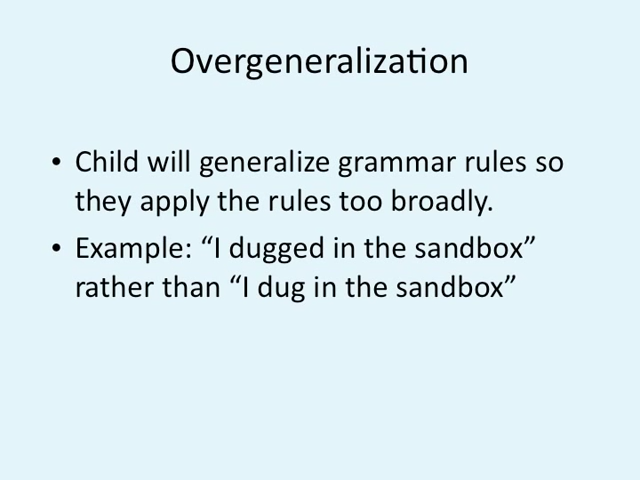 Overgeneralization
• Child will generalize grammar rules so
they apply the rules too broadly.
• Example: “I dugged in the sandbox”
rather than “I dug in the sandbox”